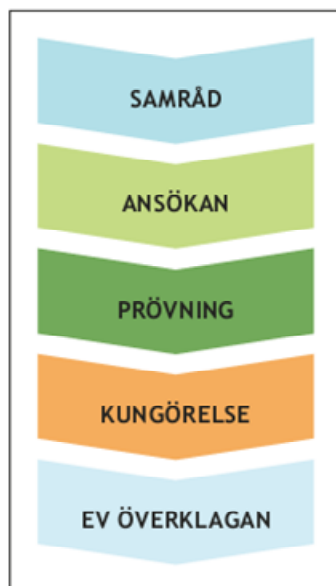 SAMRÅD
ANSÖKAN
PRÖVNING
KUNGÖRELSE
EV ÖVERKLAGAN